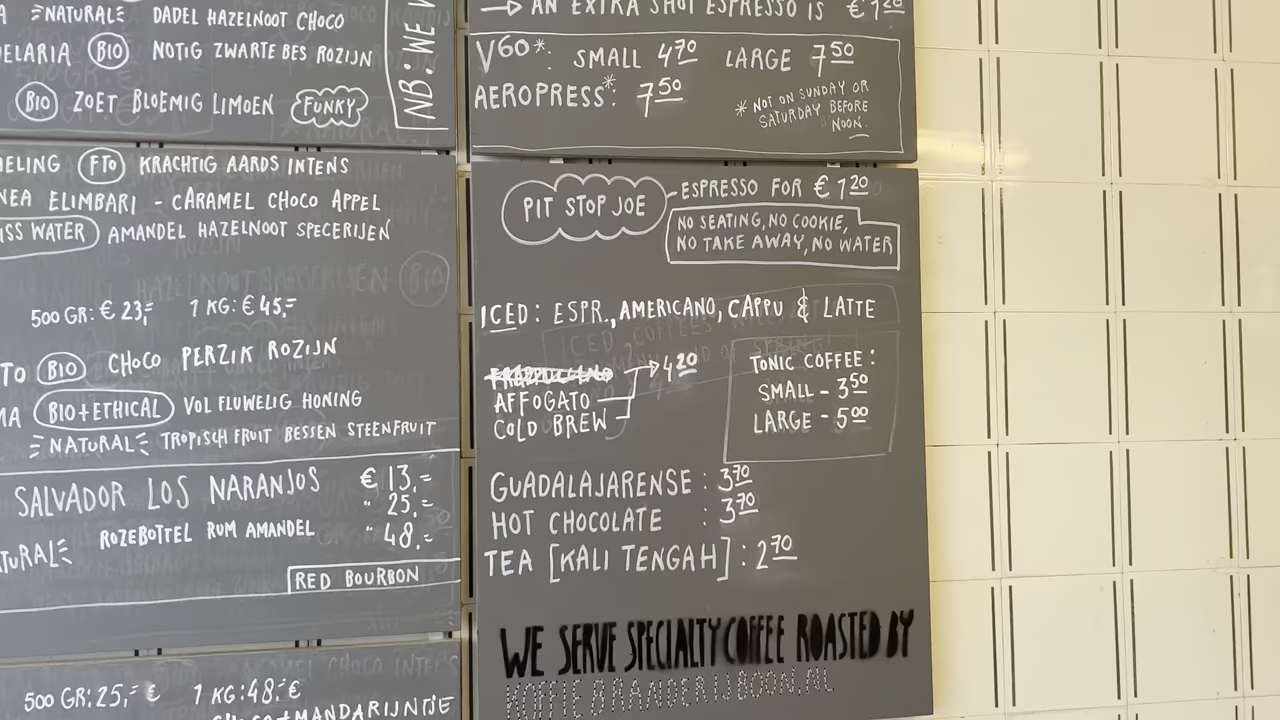 ≡NATURAL≡ DADEL HAZELNOOT CHOCO
BIO NOTIG ZWARTE BES ROZIJN
BIO ZOET BLOEMIG LIMOEN FUNKY
NB: WE
KRACHTIG AARDS INTENS
FTO
ELIMBARI - CARAMEL CHOCO APPEL
WATER AMANDEL HAZELNOOT SPECERIJEN
500 GR: € 23,- 1 KG: € 45,-
BIO CHOCO PERZIK ROZIJN
BIO+ETHICAL VOL FLUWELIG HONING
≡NATURAL≡ TROPISCH FRUIT BESSEN STEENFRUIT
SALVADOR LOS NARANJOS € 13,-
" 25,-
ROZEBOTTEL RUM AMANDEL " 48,-
RED BOURBON
500 GR: 25,- € 1 KG: 48,- €
CHOCO + MANDARIJNTJE
→ AN EXTRA SHOT ESPRESSO IS € 1 20
V60*: SMALL 4 70 LARGE 7 50
AEROPRESS*: 7 50
* NOT ON SUNDAY OR
SATURDAY BEFORE
NOON.
PIT STOP JOE - ESPRESSO FOR € 1 20
NO SEATING, NO COOKIE,
NO TAKE AWAY, NO WATER
ICED: ESPR., AMERICANO, CAPPU & LATTE
FRAPPUCCINO → 4 20
AFFOGATO
COLD BREW
TONIC COFFEE:
SMALL - 3 50
LARGE - 5 00
GUADALAJARENSE : 3 70
HOT CHOCOLATE : 3 70
TEA [KALI TENGAH] : 2 70
WE SERVE SPECIALTY COFFEE ROASTED BY
KOFFIEBRANDERIJBOON.NL